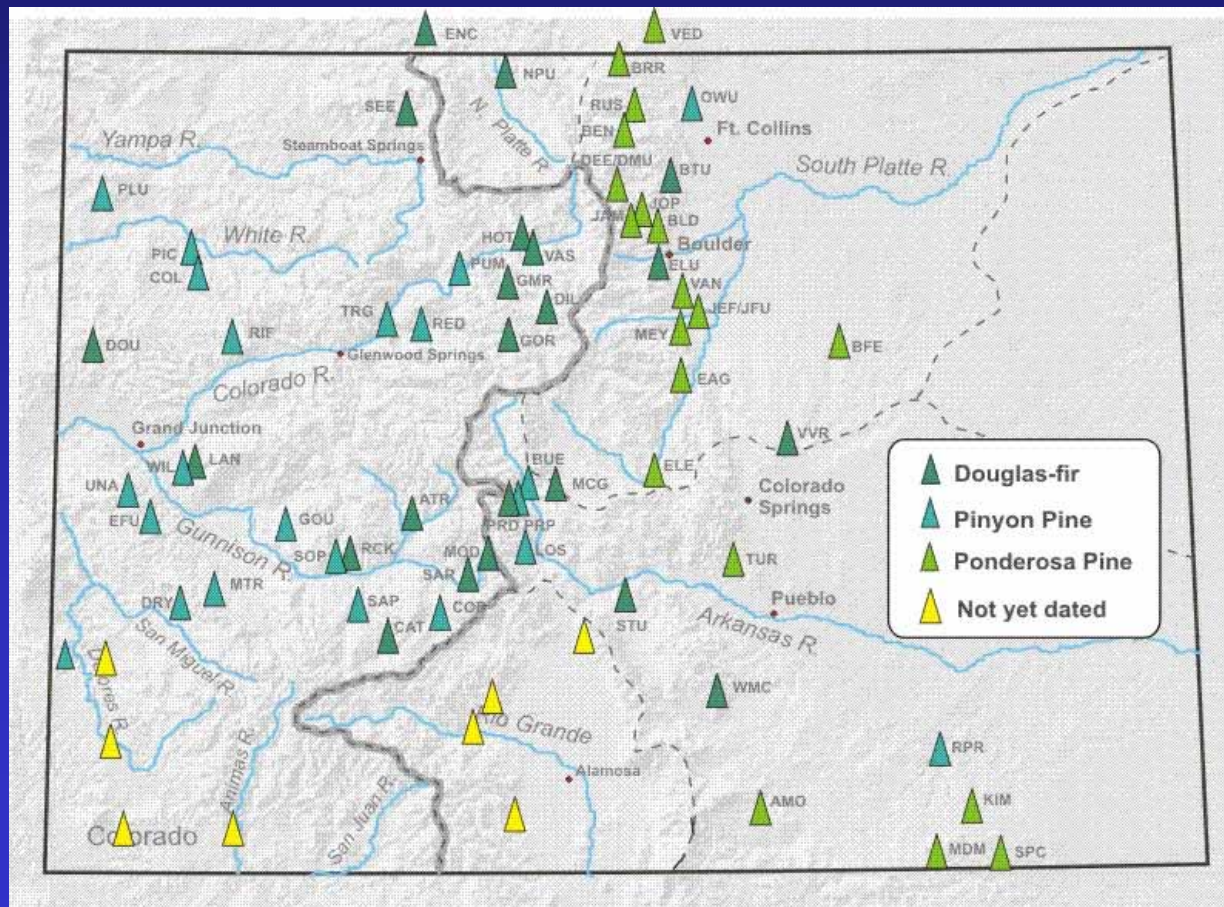 ENC
VED
BRR
NPU
SEE
RUS
OWU
N. Platte R.
BEN
Ft. Collins
Yampa R.
Steamboat Springs
DEE/DMU
BTU
South Platte R.
PLU
JOP
JAM
BLD
White R.
HOT
PIC
VAS
Boulder
COL
PUM
ELU
GMR
VAN
DIL
JEF/JFU
TRG
RED
MEY
RIF
GOR
BFE
DOU
Glenwood Springs
EAG
Colorado R.
Grand Junction
VVR
WIL
LAN
BUE
ELE
UNA
MCG
Colorado
Springs
ATR
EFU
GOU
PRD PRP
Gunnison R.
SOP
RCK
MOD
LOS
TUR
SAR
MTR
DRY
SAP
COP
STU
Pueblo
CAT
Arkansas R.
San Miguel R.
Dolores R.
WMC
Rio Grande
RPR
Animas R.
Alamosa
San Juan R.
AMO
KIM
Colorado
MDM
SPC
Douglas-fir
Pinyon Pine
Ponderosa Pine
Not yet dated